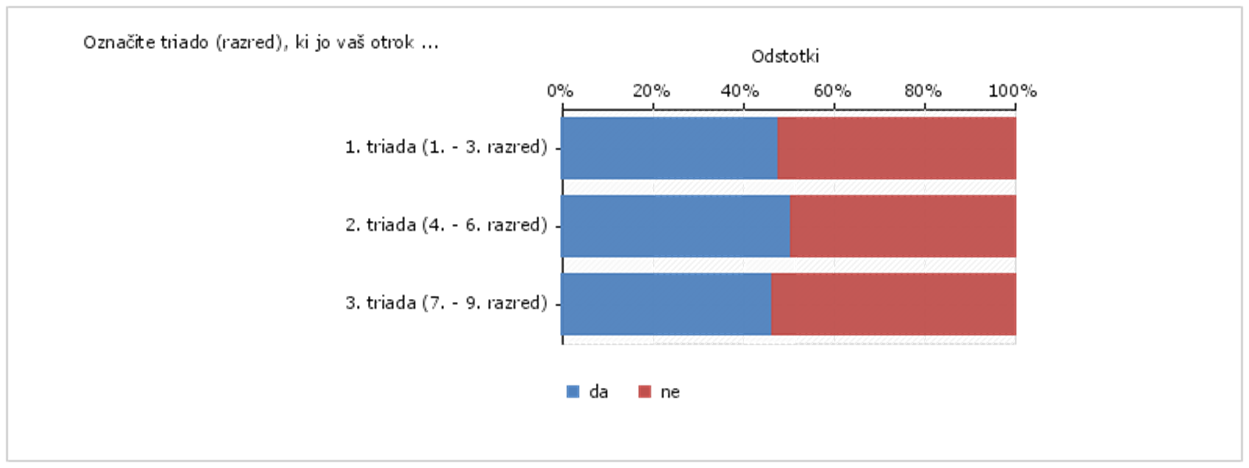 Označite triado (razred), ki jo vaš otrok ...
Odstotki
0% 20% 40% 60% 80% 100%
1. triada (1. - 3. razred)
2. triada (4. - 6. razred)
3. triada (7. - 9. razred)
da ne